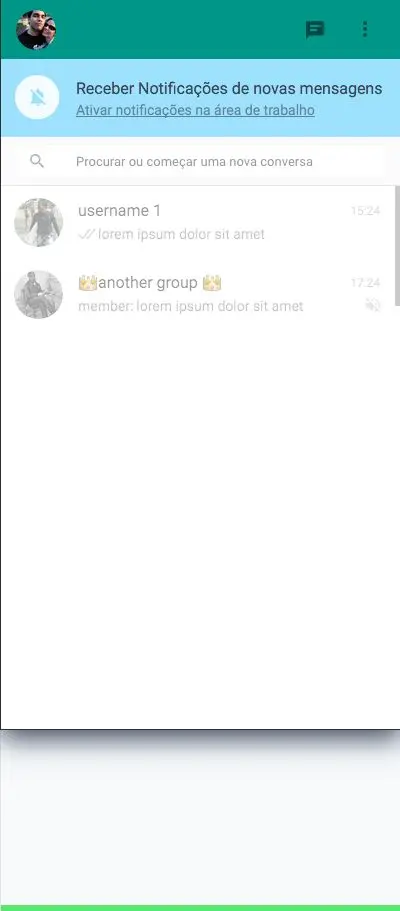 Receber Notificações de novas mensagens
Ativar notificações na área de trabalho
Procurar ou começar uma nova conversa
username 1
15:24
lorem ipsum dolor sit amet
👑another group 👑
17:24
member: lorem ipsum dolor sit amet